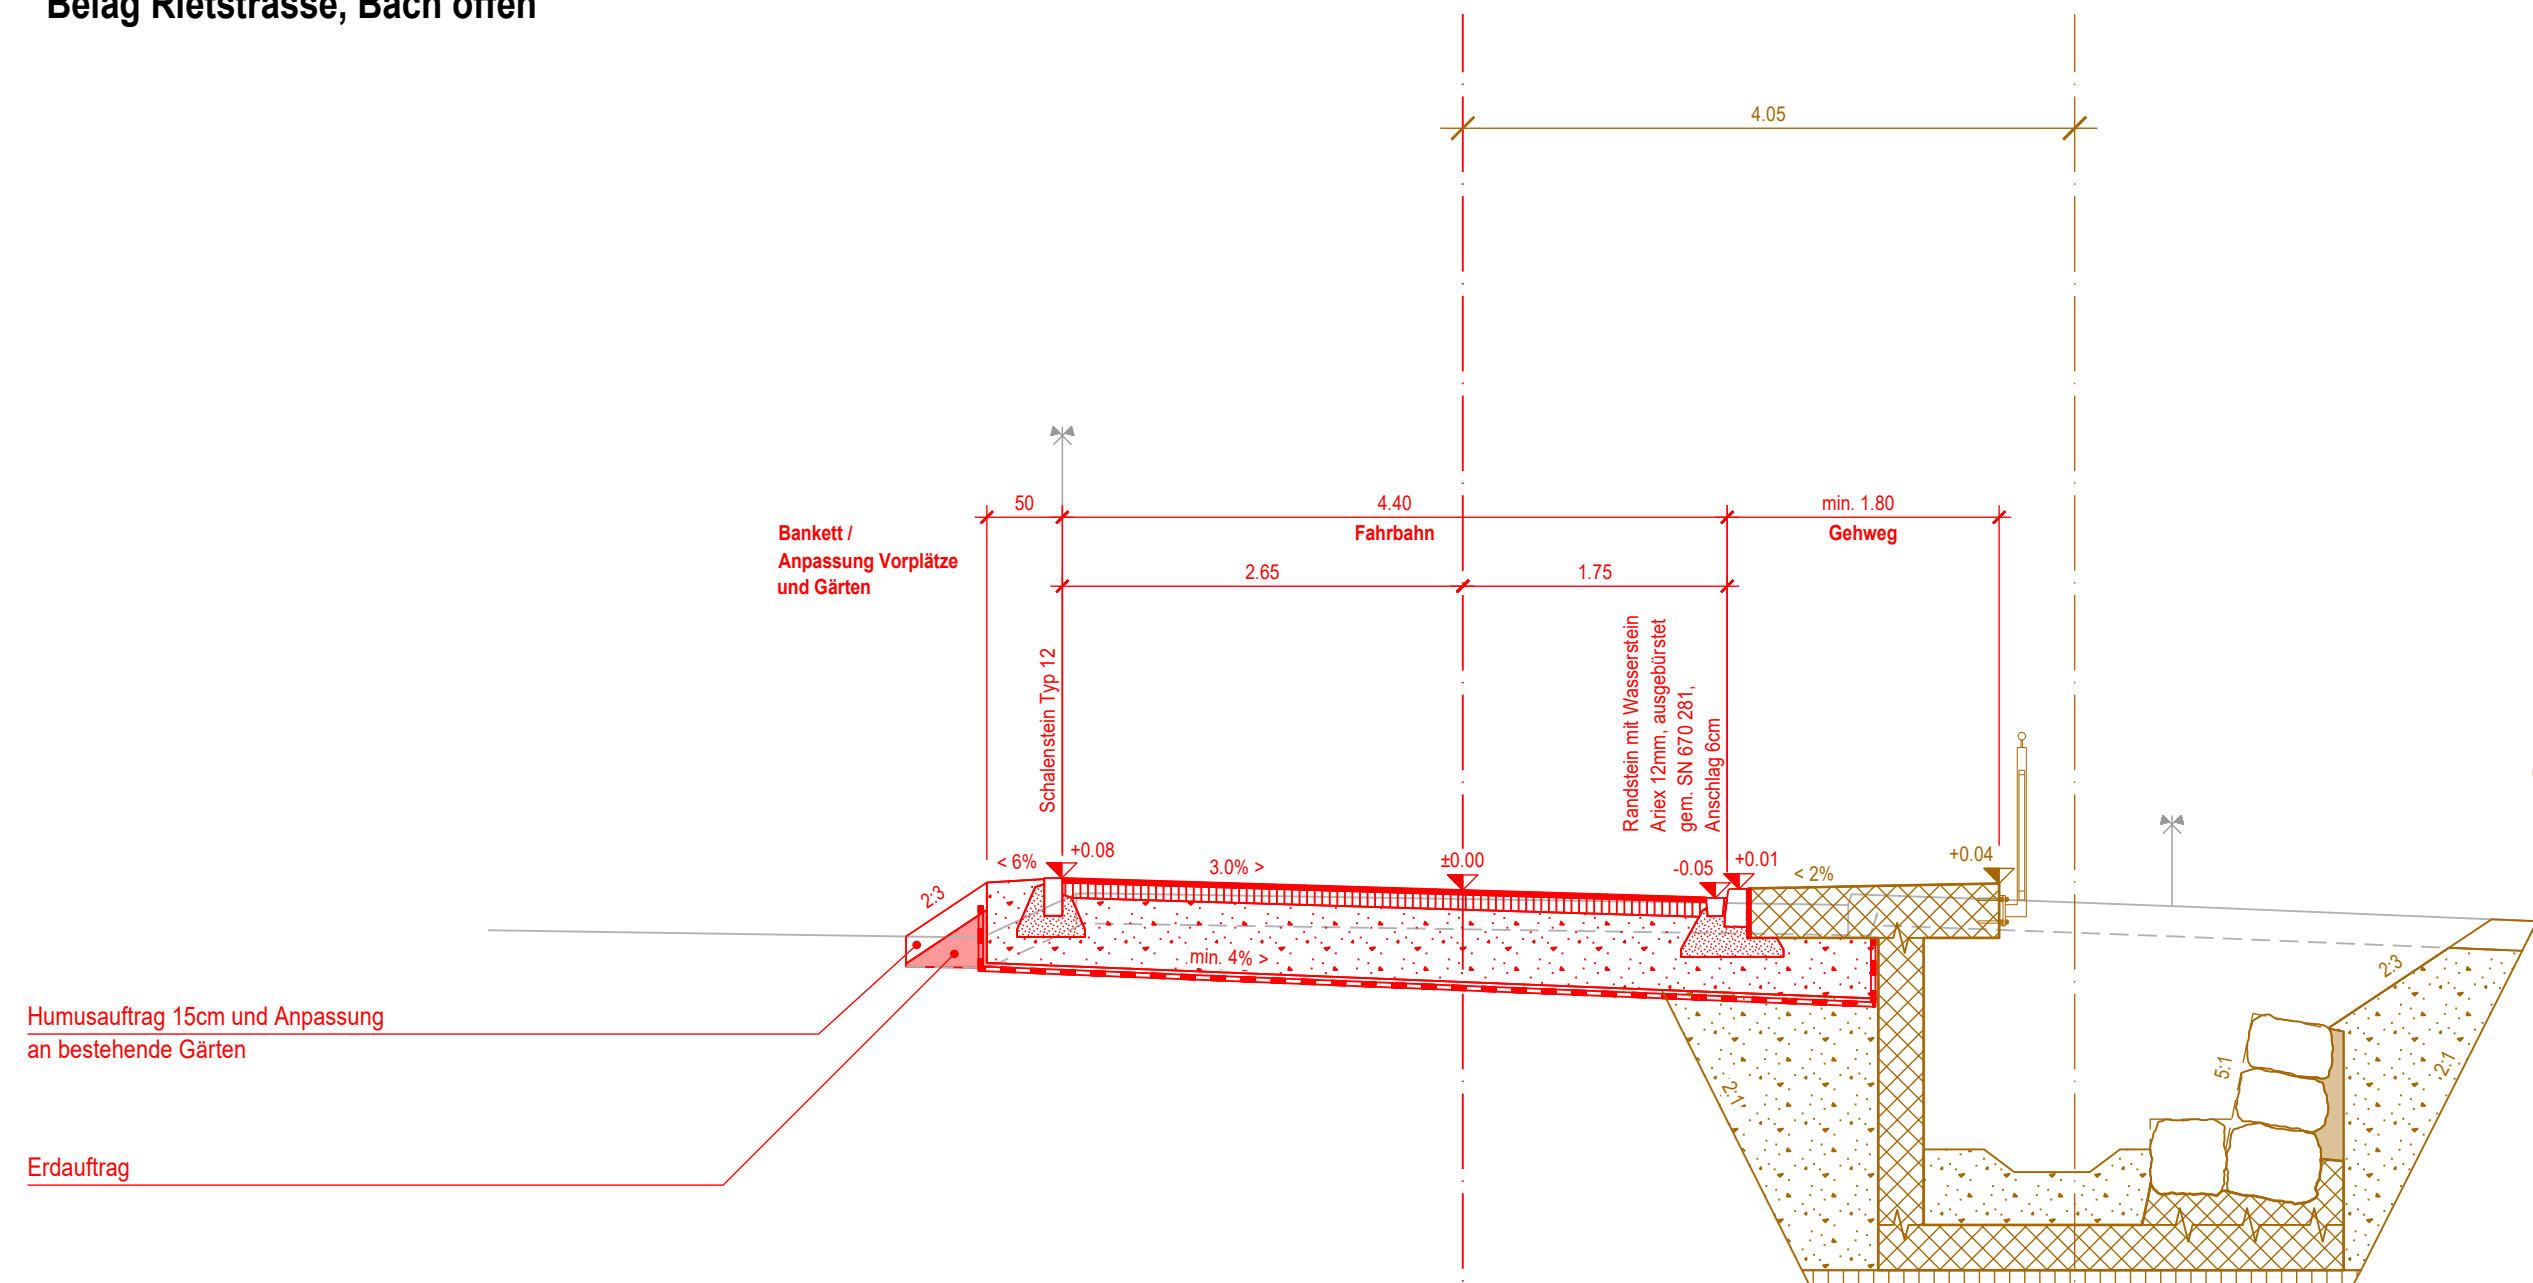 Belag Rietstrasse, Bach offen
4.05
50
4.40
min. 1.80
Bankett /
Anpassung Vorplätze
und Gärten
Fahrbahn
Gehweg
2.65
1.75
Schalenstein Typ 12
Randstein mit Wasserstein
Ariex 12mm, ausgebürstet
gem. SN 670 281,
Anschlag 6cm
2:3
< 6%
+0.08
3.0% >
±0.00
-0.05
+0.01
< 2%
+0.04
min. 4% >
2:3
Humusauftrag 15cm und Anpassung
an bestehende Gärten
2:1
5:1
2:1
Erdauftrag